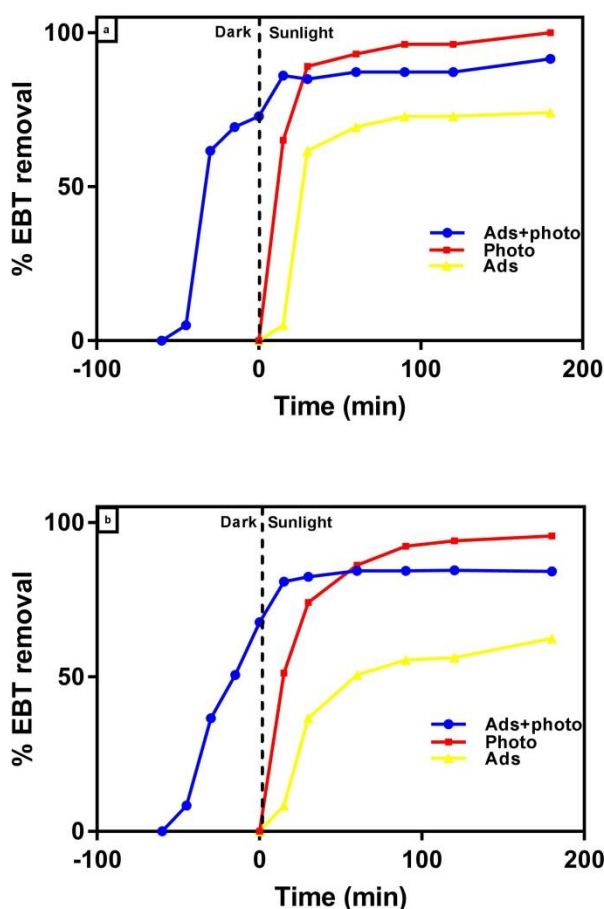 a
Dark Sunlight
100
50
0
% EBT removal
Ads+photo
Photo
Ads
-100 0 100 200
Time (min)
b
Dark Sunlight
100
50
0
% EBT removal
Ads+photo
Photo
Ads
-100 0 100 200
Time (min)